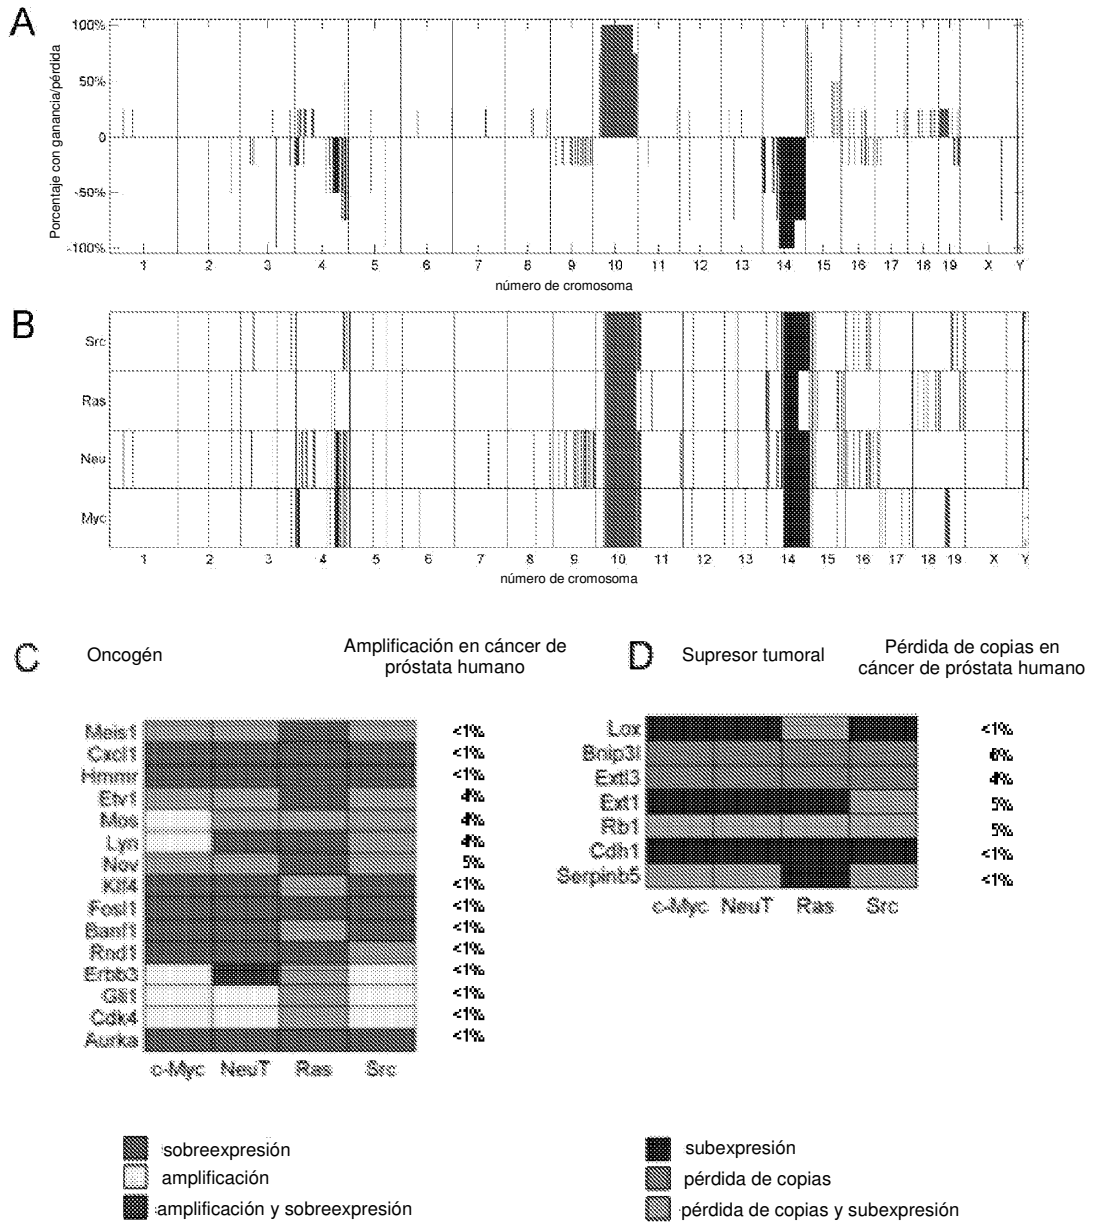 A
Porcentaje con ganancia/pérdida
100%
50%
0
-50%
-100%
1 2 3 4 5 6 7 8 9 10 11 12 13 14 15 16 17 18 19 X Y
número de cromosoma
B
Src
Ras
Neu
Myc
1 2 3 4 5 6 7 8 9 10 11 12 13 14 15 16 17 18 19 X Y
número de cromosoma
C
Oncogén
Amplificación en cáncer de
próstata humano
Meis1 <1%
Cxcl1 <1%
Hmmr <1%
Etv1 4%
Mos 4%
Lyn 4%
Nov 5%
Klf4 <1%
Fosl1 <1%
Banf1 <1%
Rnd1 <1%
Erbb3 <1%
Gli1 <1%
Cdk4 <1%
Aurka <1%
c-Myc NeuT Ras Src
sobreexpresión
amplificación
amplificación y sobreexpresión
D
Supresor tumoral
Pérdida de copias en
cáncer de próstata humano
Lox <1%
Bnip3l 6%
Extl3 4%
Ext1 5%
Rb1 5%
Cdh1 <1%
Serpinb5 <1%
c-Myc NeuT Ras Src
subexpresión
pérdida de copias
pérdida de copias y subexpresión